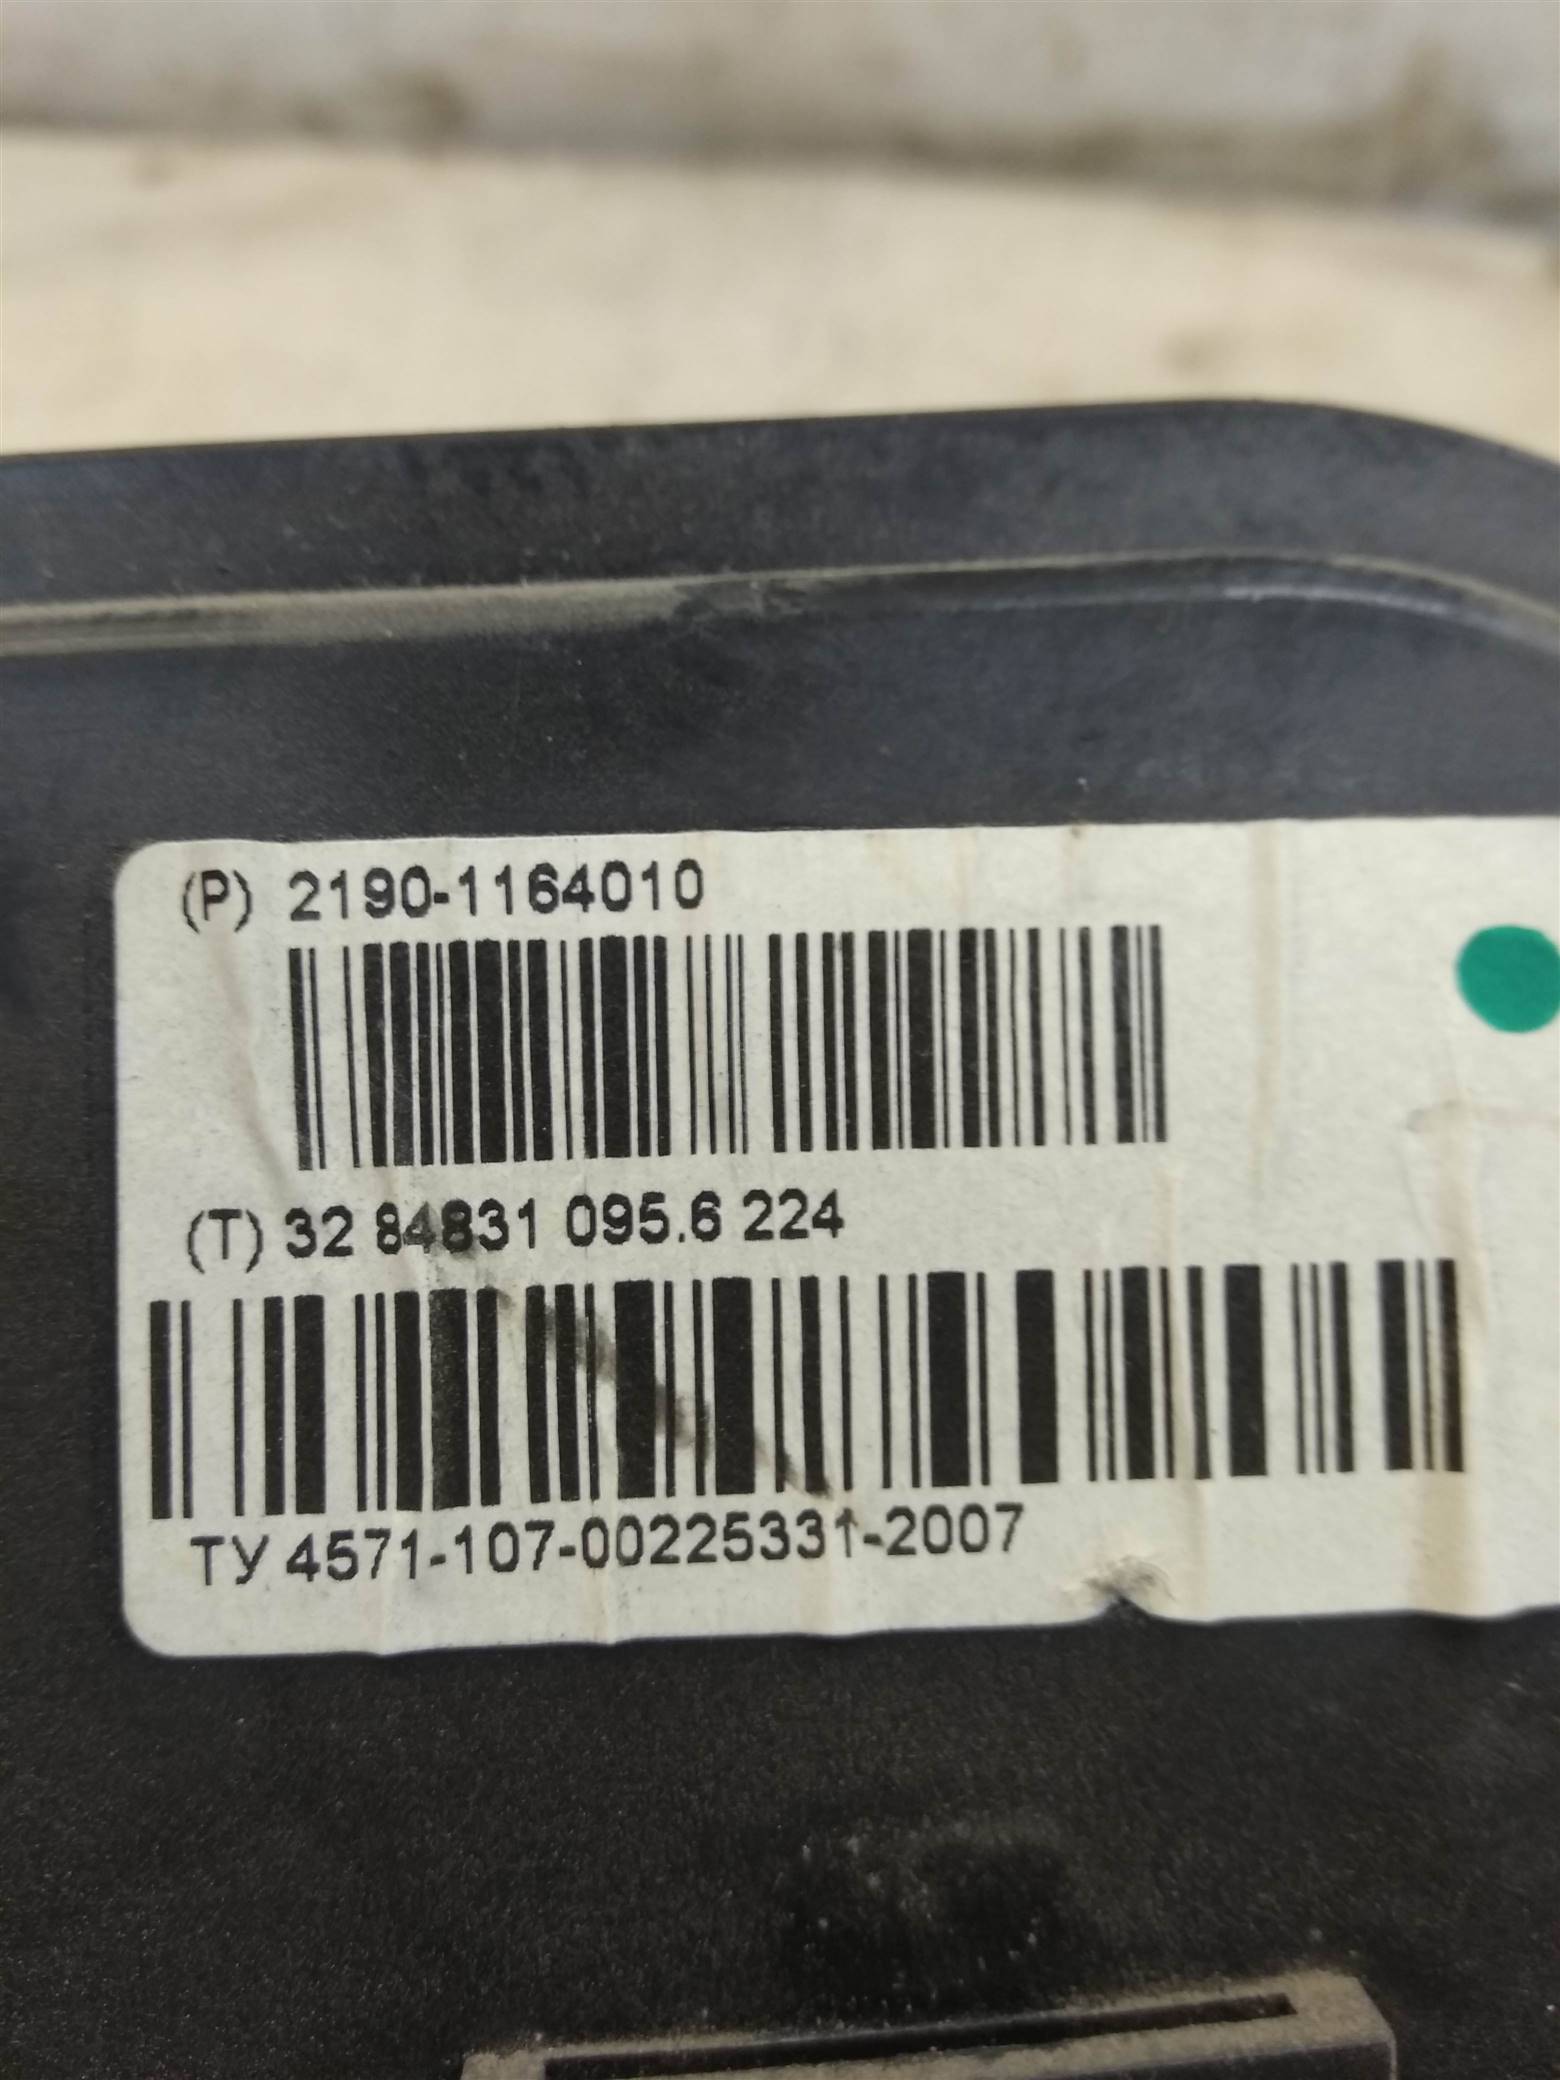 (P) 2190-1164010
(T) 32 84831 095.6 224
ТУ 4571-107-00225331-2007